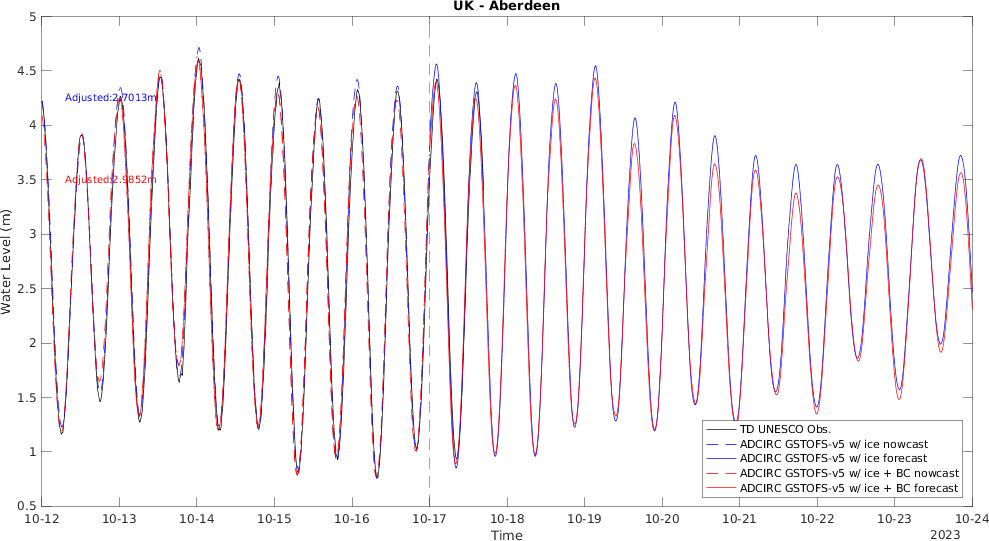 UK - Aberdeen
5
4.5
4
3.5
3
2.5
2
1.5
1
0.5
Water Level (m)
Adjusted:2.7013m
Adjusted:2.9852m
TD UNESCO Obs.
ADCIRC GSTOFS-v5 w/ ice nowcast
ADCIRC GSTOFS-v5 w/ ice forecast
ADCIRC GSTOFS-v5 w/ ice + BC nowcast
ADCIRC GSTOFS-v5 w/ ice + BC forecast
10-12 10-13 10-14 10-15 10-16 10-17 10-18 10-19 10-20 10-21 10-22 10-23 10-24
Time
2023